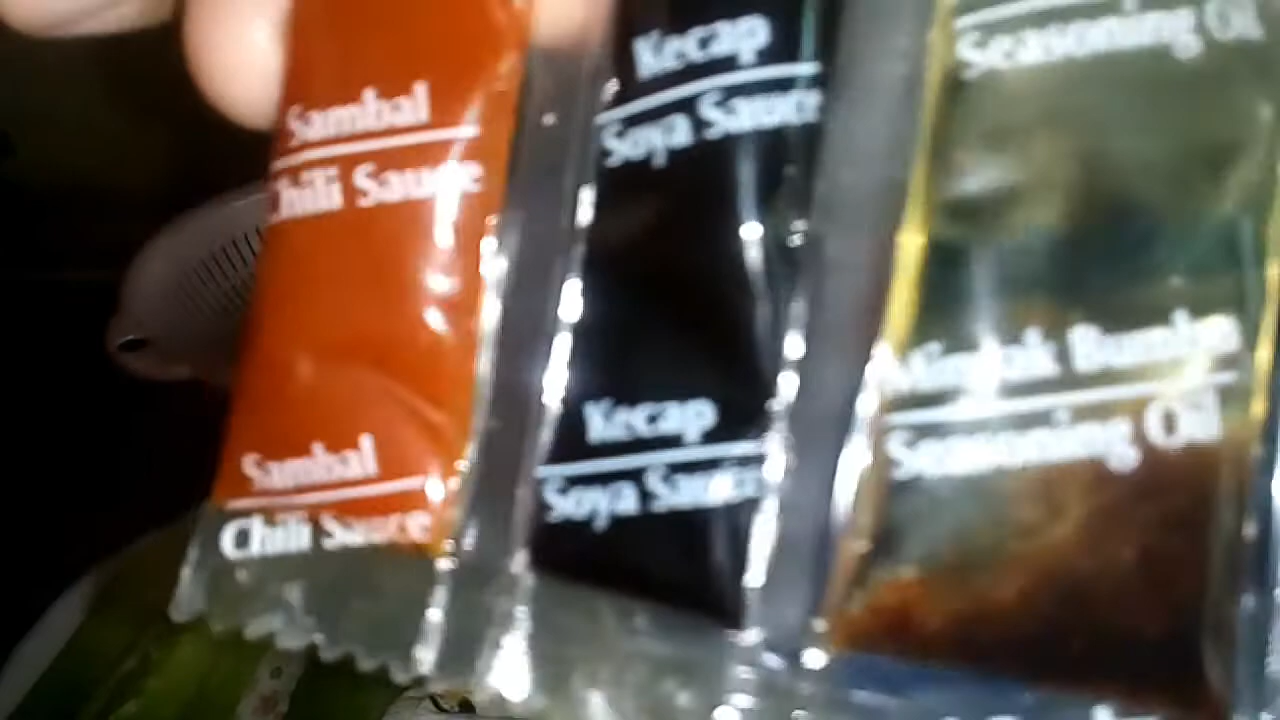 Sambal
Chili Sauce
Kecap
Soya Sauce
Seasoning Oil
Sambal
Chili Sauce
Kecap
Soya Sauce
Minyak Bumbu
Seasoning Oil